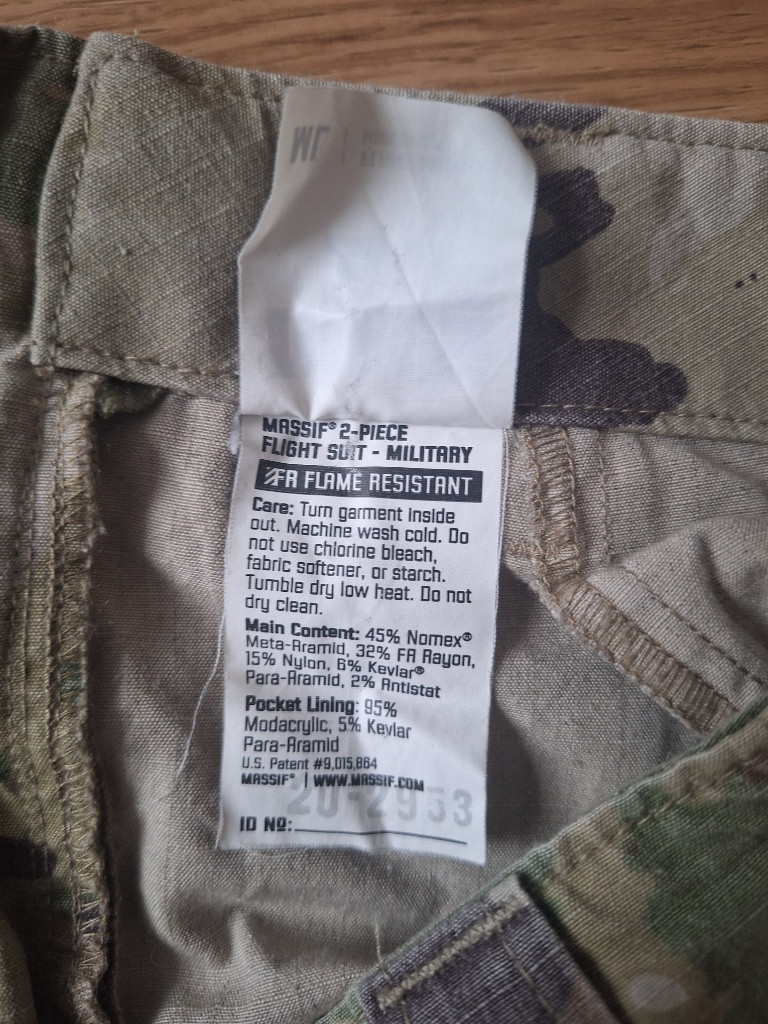 ML
MASSIF® 2-PIECE
FLIGHT SUIT - MILITARY
FR FLAME RESISTANT
Care: Turn garment inside
out. Machine wash cold. Do
not use chlorine bleach,
fabric softener, or starch.
Tumble dry low heat. Do not
dry clean.
Main Content: 45% Nomex®
Meta-Aramid, 32% FR Rayon,
15% Nylon, 6% Kevlar®
Para-Aramid, 2% Antistat
Pocket Lining: 95%
Modacrylic, 5% Kevlar
Para-Aramid
U.S. Patent #9,015,864
MASSIF® | WWW.MASSIF.COM
20-2953
ID Nº: